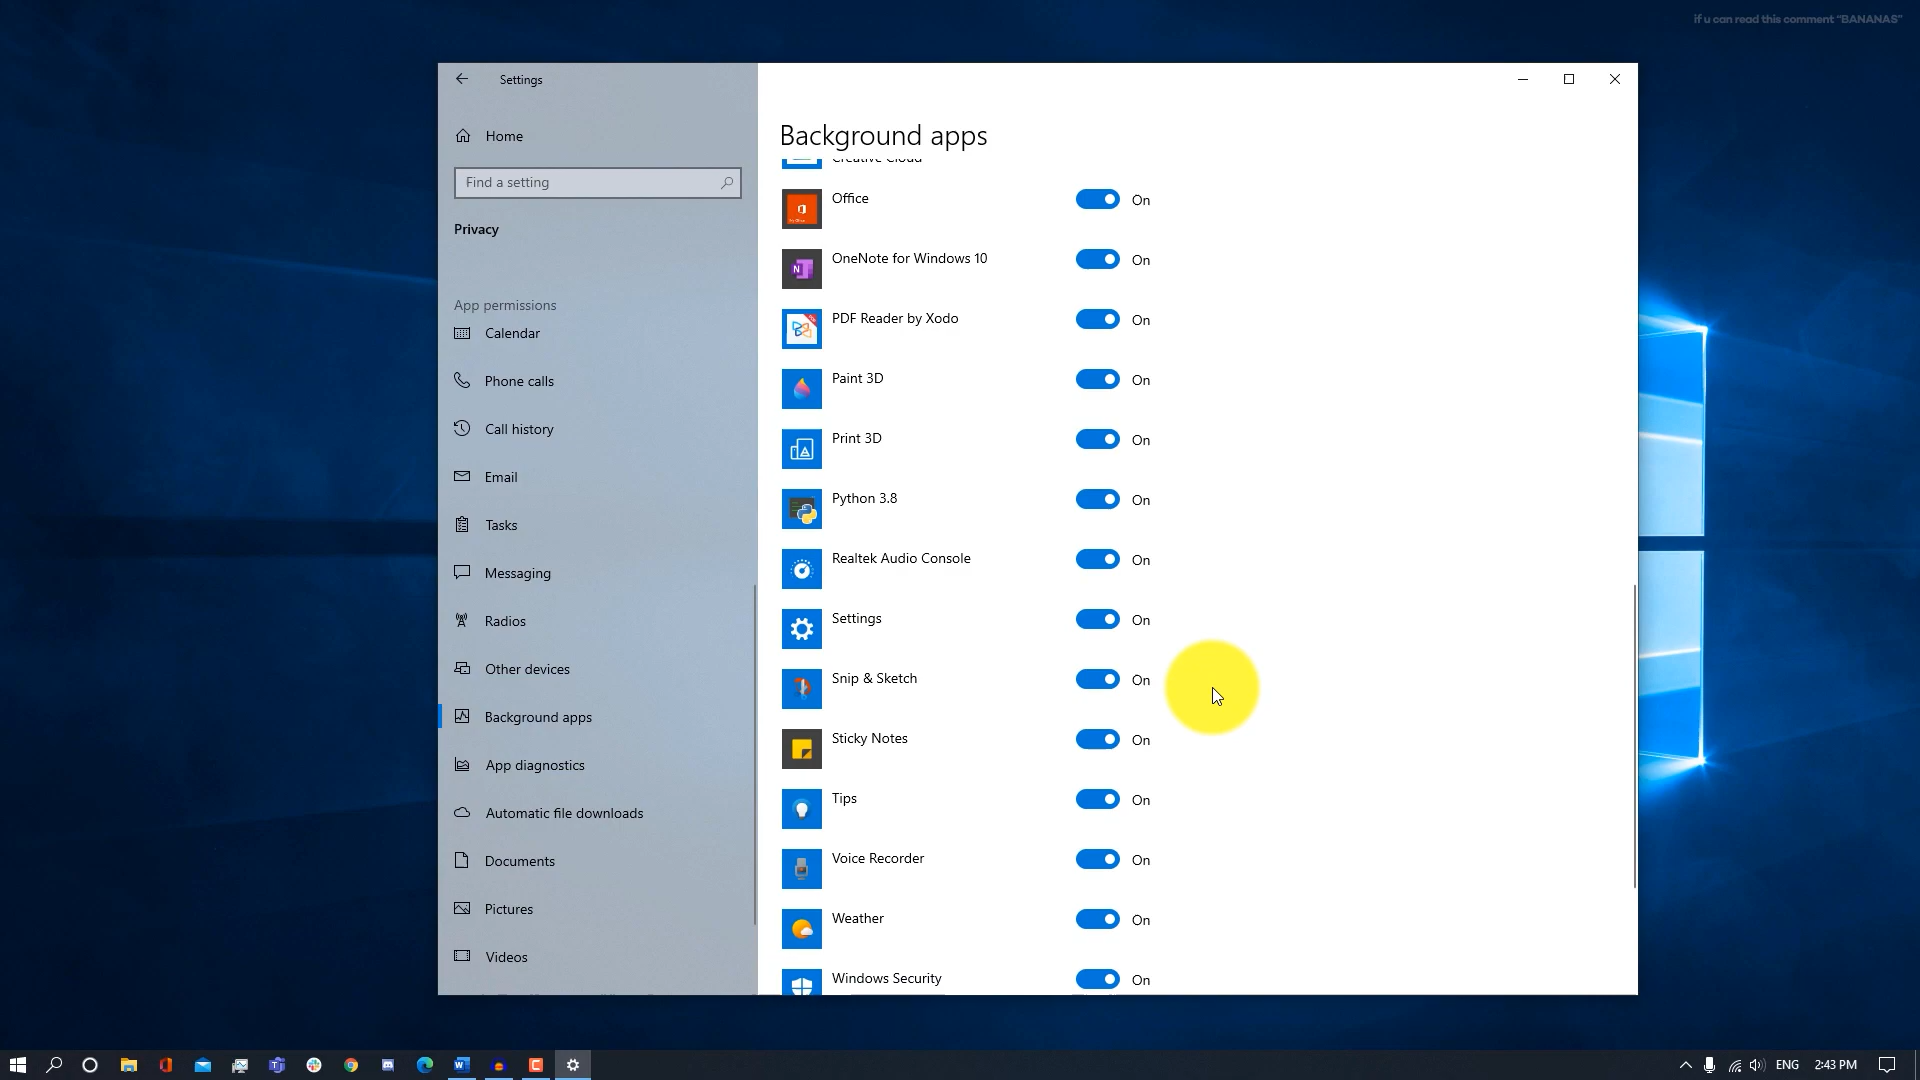 if u can read this comment "BANANAS"
Settings
Home
Find a setting
Privacy
App permissions
Calendar
Phone calls
Call history
Email
Tasks
Messaging
Radios
Other devices
Background apps
App diagnostics
Automatic file downloads
Documents
Pictures
Videos
Background apps
Creative Cloud
Office On
OneNote for Windows 10 On
PDF Reader by Xodo On
Paint 3D On
Print 3D On
Python 3.8 On
Realtek Audio Console On
Settings On
Snip & Sketch On
Sticky Notes On
Tips On
Voice Recorder On
Weather On
Windows Security On
ENG 2:43 PM